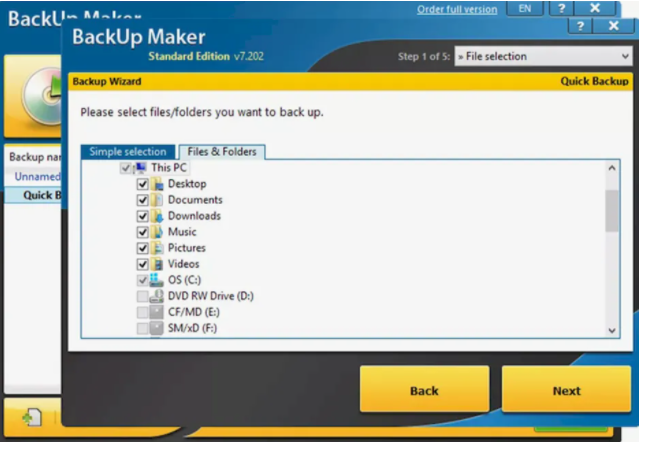 Order full version EN ? X
BackU
? X
BackUp Maker
Standard Edition v7.202
Step 1 of 5: » File selection
Backup Wizard Quick Backup
Please select files/folders you want to back up.
Simple selection Files & Folders
Backup nar
Unnamed
Quick B
This PC
Desktop
Documents
Downloads
Music
Pictures
Videos
OS (C:)
DVD RW Drive (D:)
CF/MD (E:)
SM/xD (F:)
Back Next